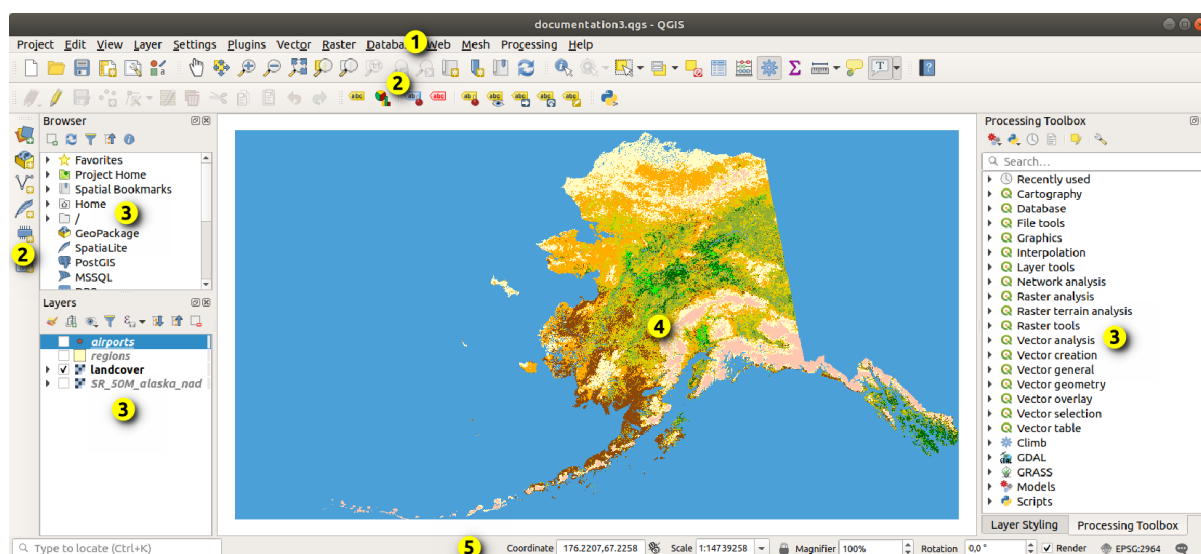 documentation3.qgs - QGIS
Project Edit View Layer Settings Plugins Vector Raster Database Web Mesh Processing Help
1
2
Browser
Favorites
Project Home
Spatial Bookmarks
Home
/
GeoPackage
SpatiaLite
PostGIS
MSSQL
3
2
Layers
airports
regions
landcover
SR_50M_alaska_nad
3
4
Processing Toolbox
Search...
Recently used
Cartography
Database
File tools
Graphics
Interpolation
Layer tools
Network analysis
Raster analysis
Raster terrain analysis
Raster tools
Vector analysis
Vector creation
Vector general
Vector geometry
Vector overlay
Vector selection
Vector table
Climb
GDAL
GRASS
Models
Scripts
3
Layer Styling Processing Toolbox
Type to locate (Ctrl+K)
5
Coordinate 176.2207,67.2258 Scale 1:14739258 Magnifier 100% Rotation 0,0 ° Render EPSG:2964